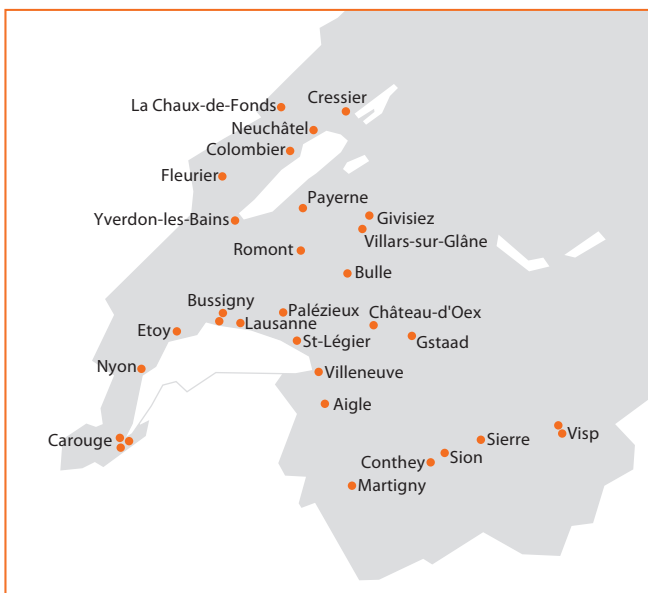 Cressier
La Chaux-de-Fonds
Neuchâtel
Colombier
Fleurier
Payerne
Yverdon-les-Bains
Givisiez
Villars-sur-Glâne
Romont
Bulle
Bussigny
Palézieux
Château-d'Oex
Lausanne
Etoy
St-Légier
Gstaad
Nyon
Villeneuve
Aigle
Carouge
Visp
Sierre
Sion
Conthey
Martigny